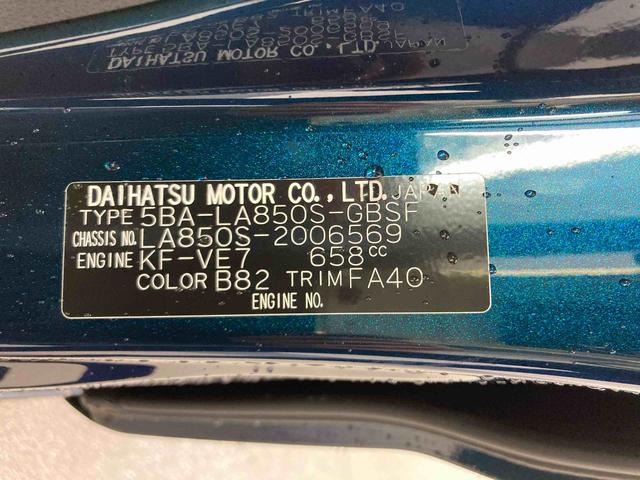 DAIHATSU MOTOR CO., LTD. JAPAN
TYPE 5BA-LA850S-GBSF
CHASSIS NO. LA850S-2006569
ENGINE KF-VE7 658cc
COLOR B82 TRIM FA40
ENGINE NO.